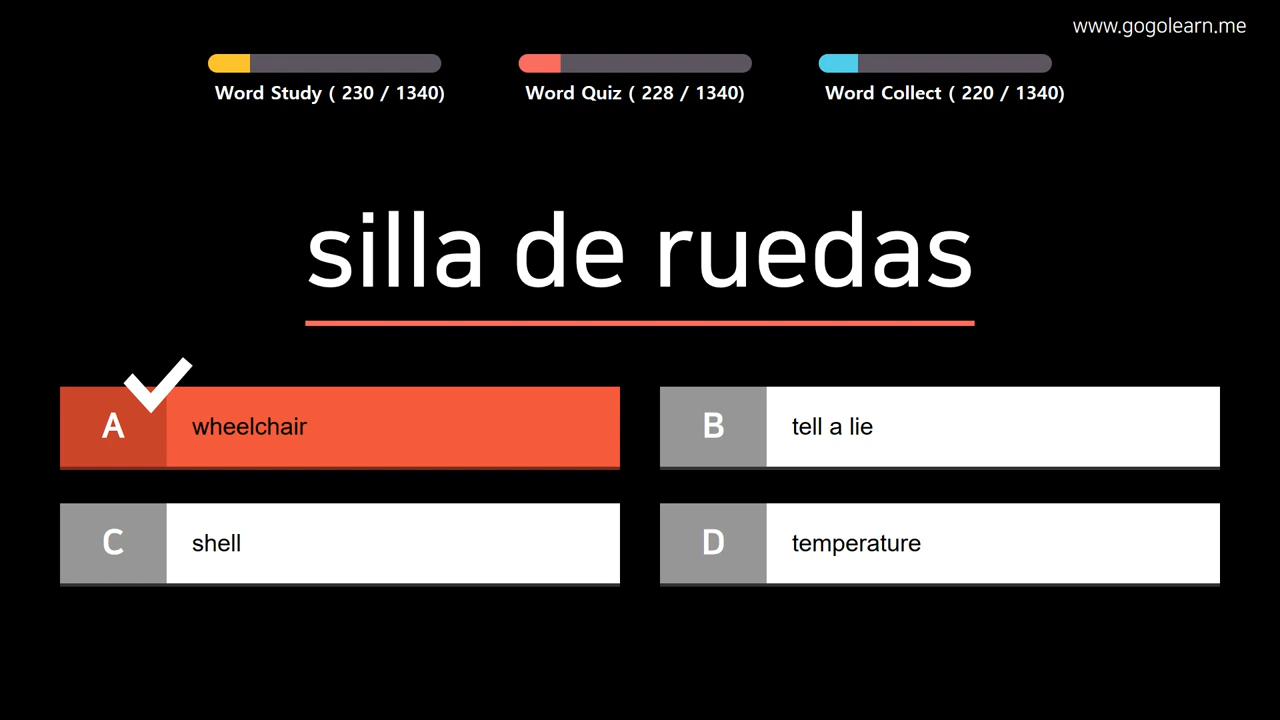 www.gogolearn.me
Word Study ( 230 / 1340)
Word Quiz ( 228 / 1340)
Word Collect ( 220 / 1340)
silla de ruedas
A wheelchair
B tell a lie
C shell
D temperature